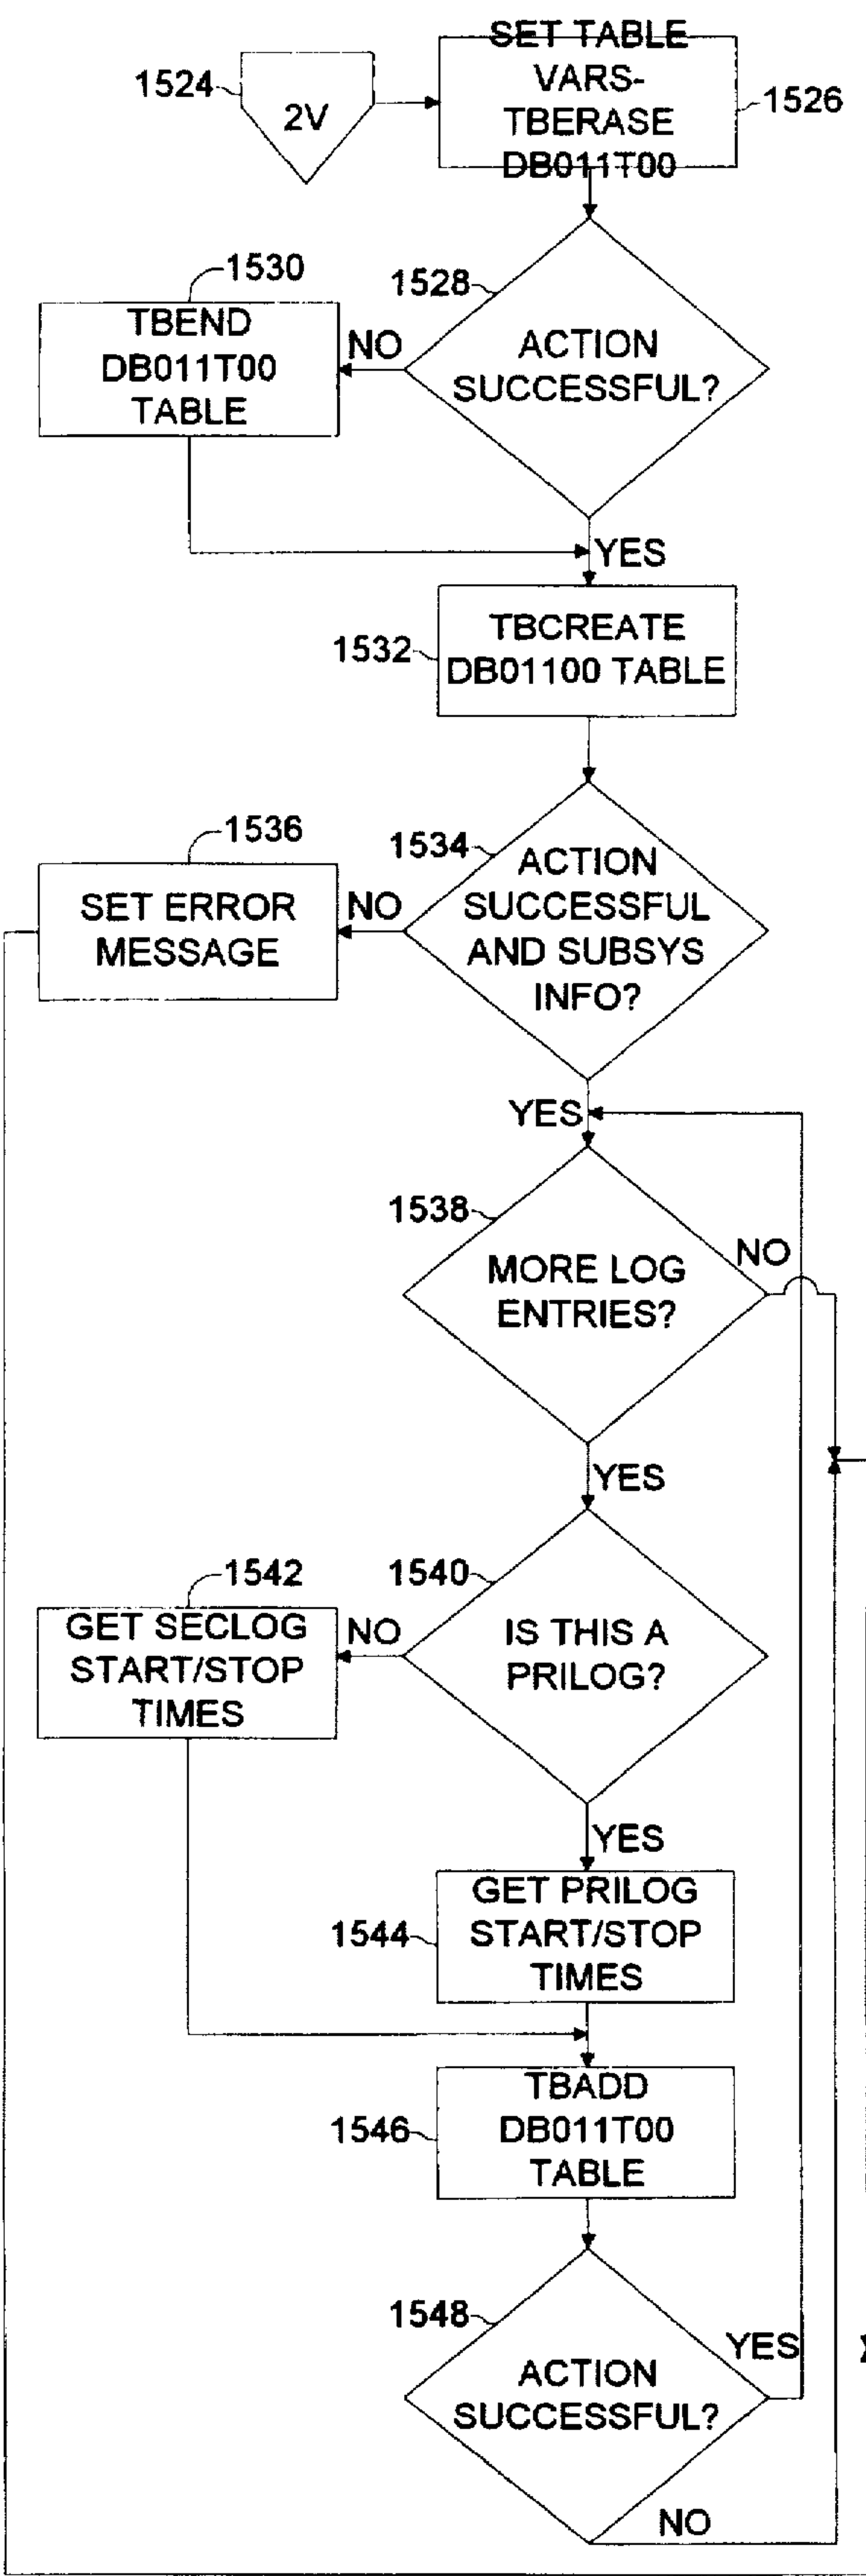 1524
2V
SET TABLE
VARS-
TBERASE
DB011T00
1526
1528
ACTION
SUCCESSFUL?
NO
1530
TBEND
DB011T00
TABLE
YES
1532
TBCREATE
DB01100 TABLE
1534
ACTION
SUCCESSFUL
AND SUBSYS
INFO?
NO
1536
SET ERROR
MESSAGE
YES
1538
MORE LOG
ENTRIES?
NO
YES
1540
IS THIS A
PRILOG?
NO
1542
GET SECLOG
START/STOP
TIMES
YES
1544
GET PRILOG
START/STOP
TIMES
1546
TBADD
DB011T00
TABLE
1548
ACTION
SUCCESSFUL?
YES
NO